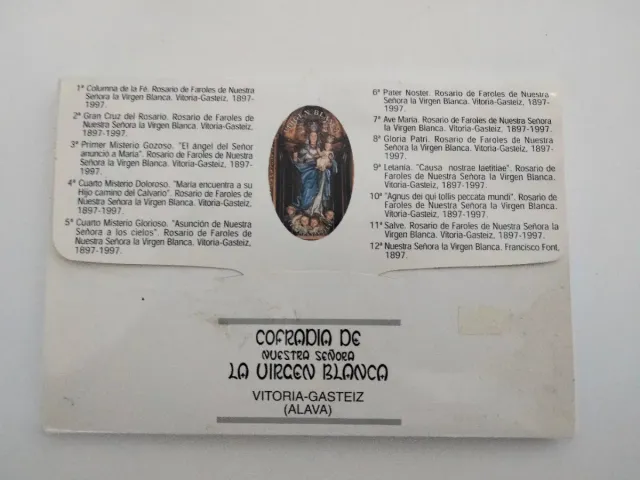 1ª Columna de la Fé. Rosario de Faroles de Nuestra
Señora la Virgen Blanca. Vitoria-Gasteiz, 1897-
1997.
2ª Gran Cruz del Rosario. Rosario de Faroles de
Nuestra Señora la Virgen Blanca. Vitoria-Gasteiz,
1897-1997.
3ª Primer Misterio Gozoso. "El angel del Señor
anunció a Maria". Rosario de Faroles de Nuestra
Señora la Virgen Blanca. Vitoria-Gasteiz, 1897-
1997.
4ª Cuarto Misterio Doloroso. "Maria encuentra a su
Hijo camino del Calvario". Rosario de Faroles de
Nuestra Señora la Virgen Blanca. Vitoria-Gasteiz,
1897-1997.
5ª Cuarto Misterio Glorioso. "Asunción de Nuestra
Señora a los cielos". Rosario de Faroles de
Nuestra Señora la Virgen Blanca. Vitoria-Gasteiz,
1897-1997.
6ª Pater Noster. Rosario de Faroles de Nuestra
Señora la Virgen Blanca. Vitoria-Gasteiz, 1897-
1997.
7ª Ave Maria. Rosario de Faroles de Nuestra Señora
la Virgen Blanca. Vitoria-Gasteiz, 1897-1997.
8ª Gloria Patri. Rosario de Faroles de Nuestra Señora
la Virgen Blanca. Vitoria-Gasteiz, 1897-1997.
9ª Letania. "Causa nostrae laetitiae". Rosario de
Faroles de Nuestra Señora la Virgen Blanca.
Vitoria-Gasteiz, 1897-1997.
10ª "Agnus dei qui tollis peccata mundi". Rosario de
Faroles de Nuestra Señora la Virgen Blanca.
Vitoria-Gasteiz, 1897-1997.
11ª Salve. Rosario de Faroles de Nuestra Señora la
Virgen Blanca. Vitoria-Gasteiz, 1897-1997.
12ª Nuestra Señora la Virgen Blanca. Francisco Font,
1897.
COFRADIA DE
NUESTRA SEÑORA
LA VIRGEN BLANCA
VITORIA-GASTEIZ
(ALAVA)